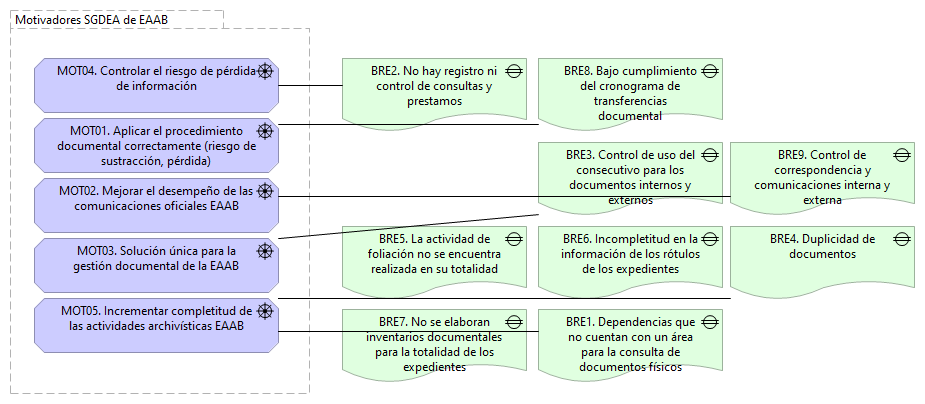 Motivadores SGDEA de EAAB
MOT04. Controlar el riesgo de pérdida
de información
MOT01. Aplicar el procedimiento
documental correctamente (riesgo de
sustracción, pérdida)
MOT02. Mejorar el desempeño de las
comunicaciones oficiales EAAB
MOT03. Solución única para la
gestión documental de la EAAB
MOT05. Incrementar completitud de
las actividades archivísticas EAAB
BRE2. No hay registro ni
control de consultas y
prestamos
BRE8. Bajo cumplimiento
del cronograma de
transferencias
documental
BRE3. Control de uso del
consecutivo para los
documentos internos y
externos
BRE9. Control de
correspondencia y
comunicaciones interna y
externa
BRE5. La actividad de
foliación no se encuentra
realizada en su totalidad
BRE6. Incompletitud en la
información de los rótulos
de los expedientes
BRE4. Duplicidad de
documentos
BRE7. No se elaboran
inventarios documentales
para la totalidad de los
expedientes
BRE1. Dependencias que
no cuentan con un área
para la consulta de
documentos físicos